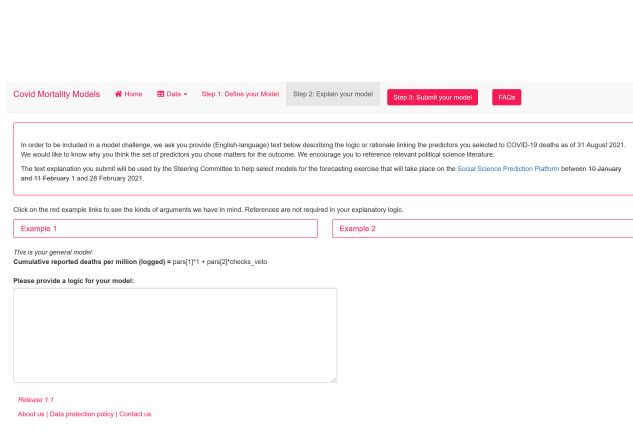 Covid Mortality Models Home Data Step 1: Define your Model Step 2: Explain your model Step 3: Submit your model FAQs
In order to be included in a model challenge, we ask you provide (English-language) text below describing the logic or rationale linking the predictors you selected to COVID-19 deaths as of 31 August 2021.
We would like to know why you think the set of predictors you chose matters for the outcome. We encourage you to reference relevant political science literature.
The text explanation you submit will be used by the Steering Committee to help select models for the forecasting exercise that will take place on the Social Science Prediction Platform between 10 January
and 11 February 1 and 28 February 2021.
Click on the red example links to see the kinds of arguments we have in mind. References are not required in your explanatory logic.
Example 1 Example 2
This is your general model:
Cumulative reported deaths per million (logged) = pars[1]*1 + pars[2]*checks_veto
Please provide a logic for your model:
Release 1.1
About us | Data protection policy | Contact us